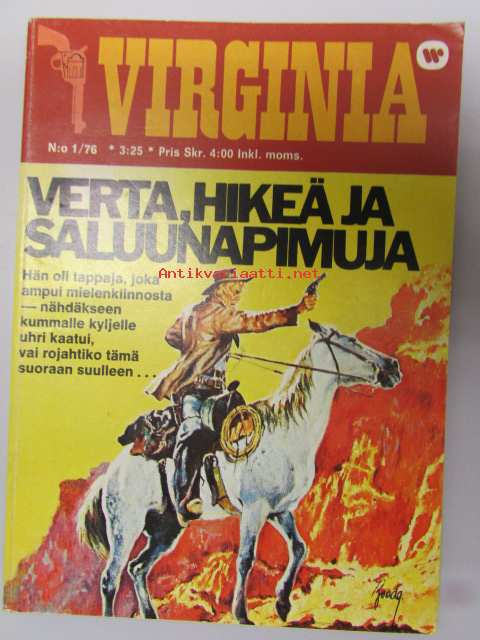 VIRGINIA
W
N:o 1/76 * 3:25 * Pris Skr. 4:00 Inkl. moms.
VERTA, HIKEÄ JA
SALUUNAPIMUJA
Antikvariaatti.net
Hän oli tappaja, joka
ampui mielenkiinnosta
— nähdäkseen
kummalle kyljelle
uhri kaatui,
vai rojahtiko tämä
suoraan suulleen . . .